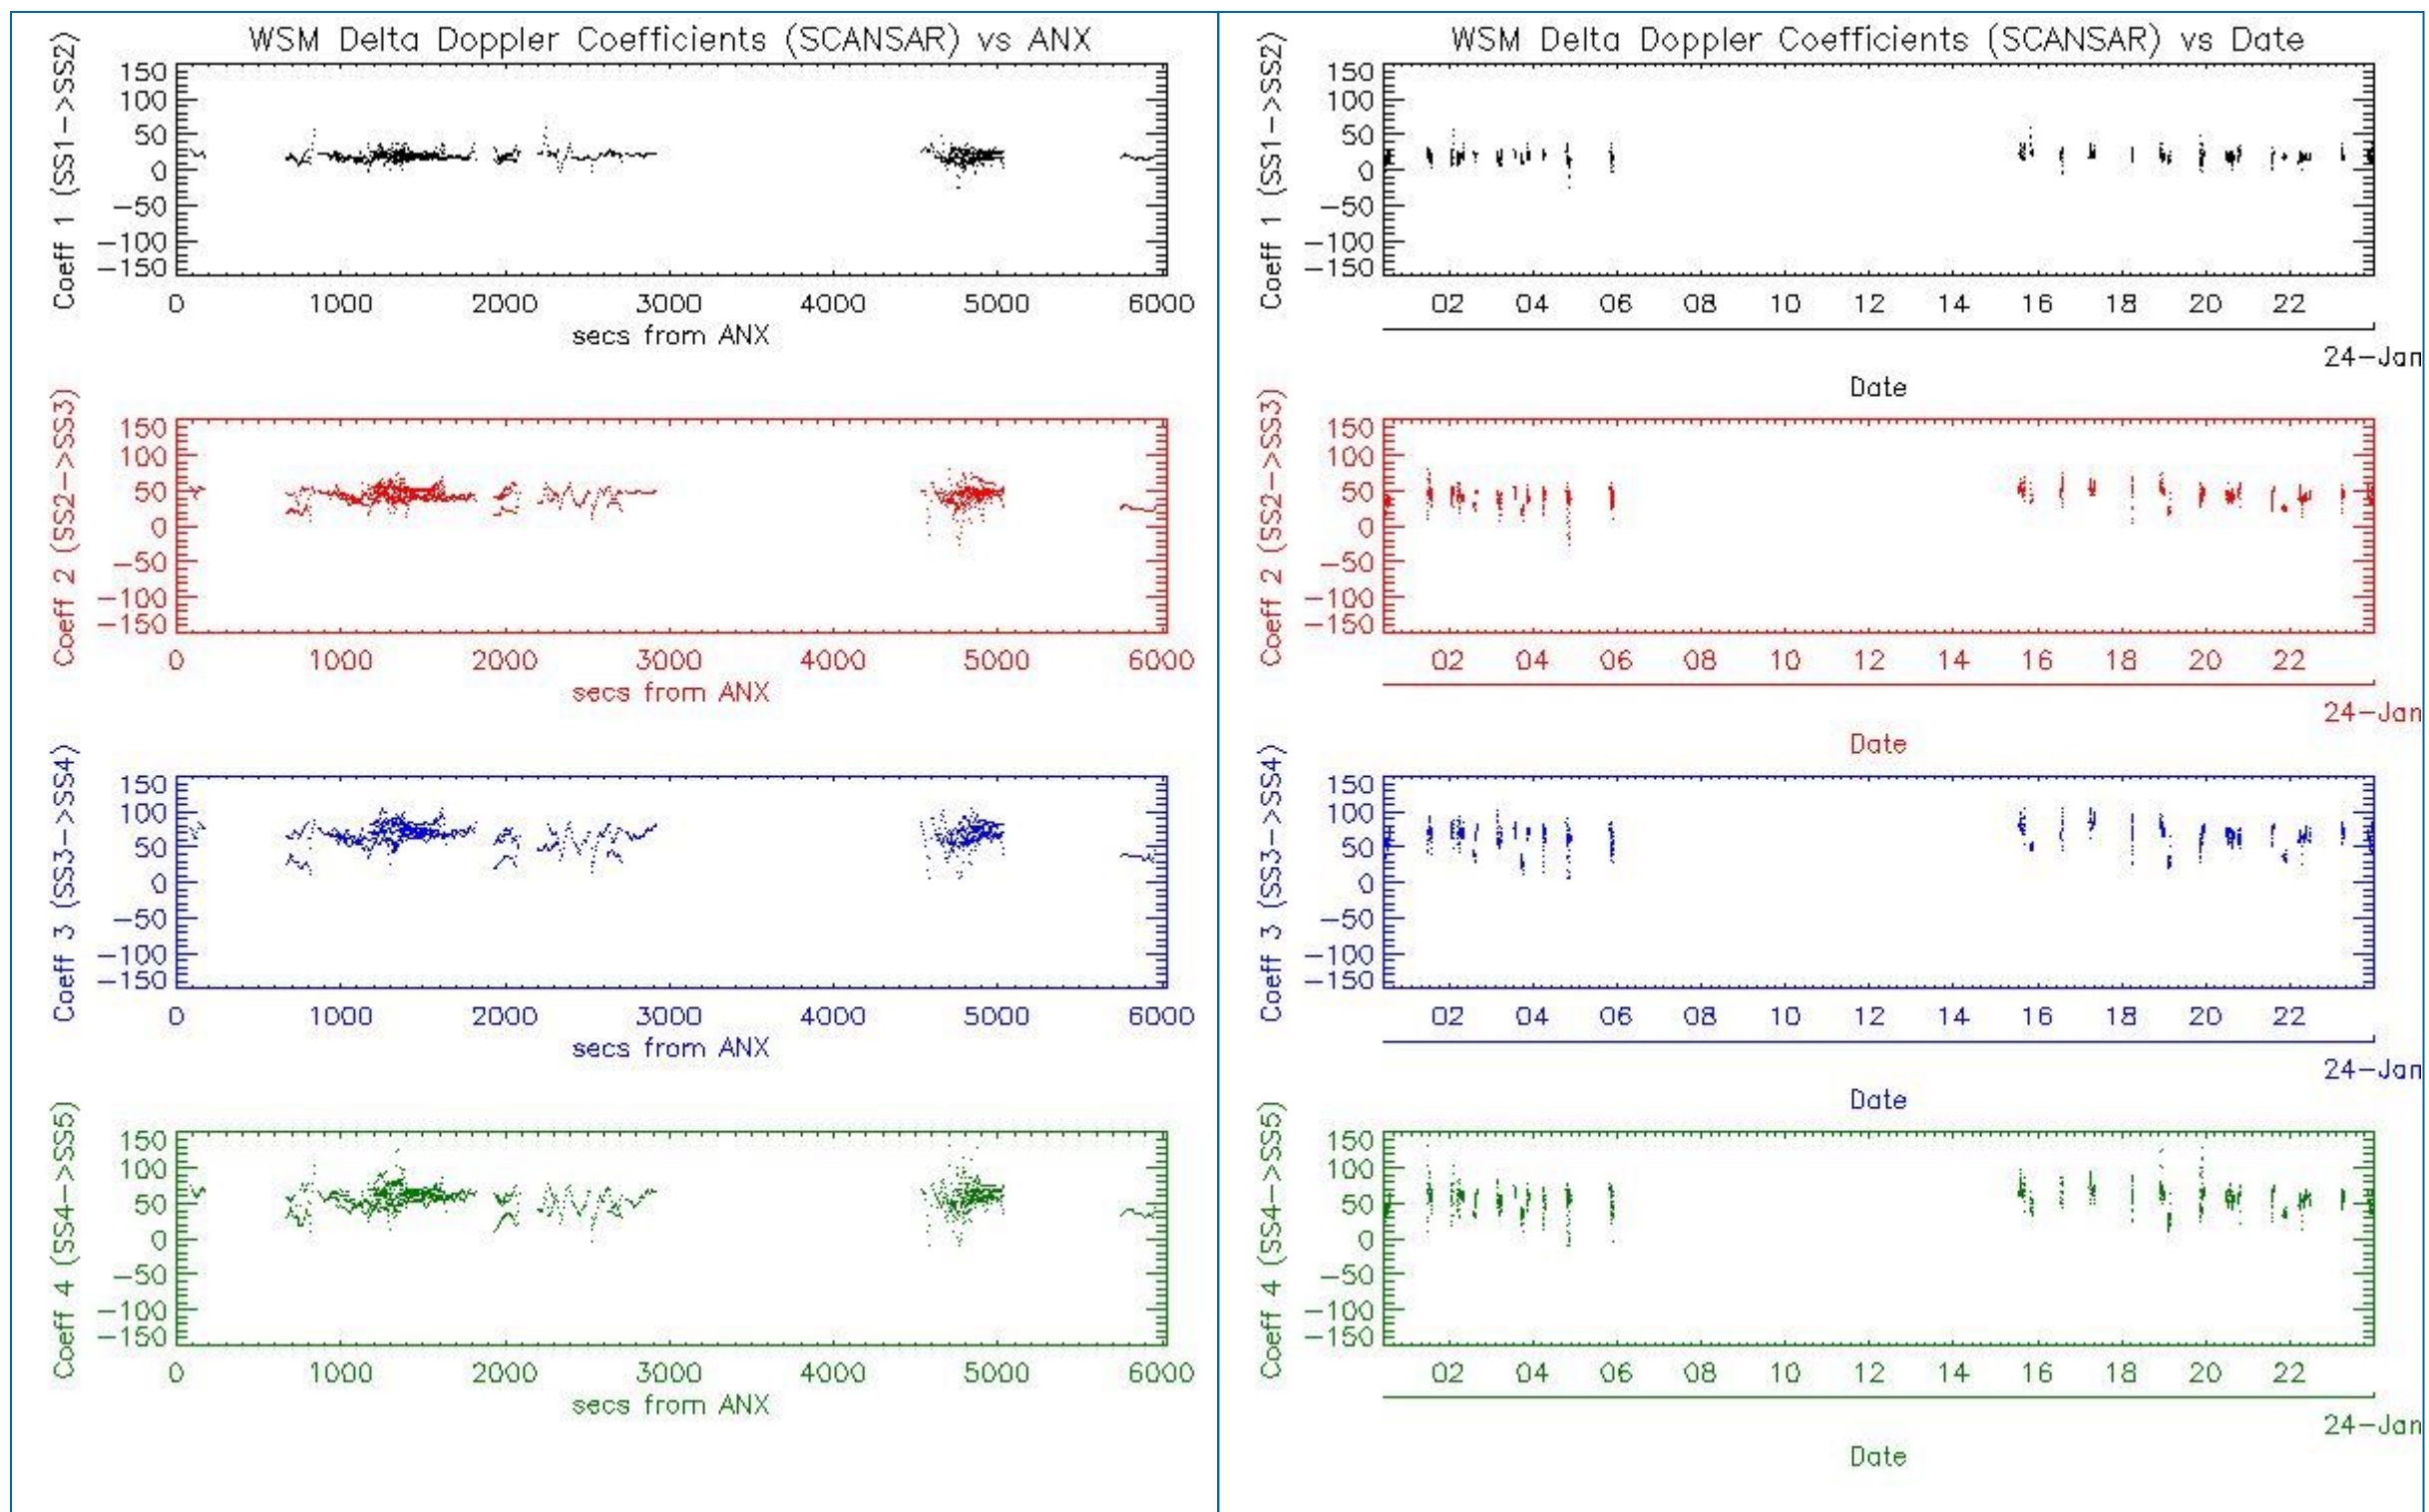 WSM Delta Doppler Coefficients (SCANSAR) vs ANX
Coeff 1 (SS1->SS2)
150
100
50
0
-50
-100
-150
0 1000 2000 3000 4000 5000 6000
secs from ANX
Coeff 2 (SS2->SS3)
150
100
50
0
-50
-100
-150
0 1000 2000 3000 4000 5000 6000
secs from ANX
Coeff 3 (SS3->SS4)
150
100
50
0
-50
-100
-150
0 1000 2000 3000 4000 5000 6000
secs from ANX
Coeff 4 (SS4->SS5)
150
100
50
0
-50
-100
-150
0 1000 2000 3000 4000 5000 6000
secs from ANX
WSM Delta Doppler Coefficients (SCANSAR) vs Date
Coeff 1 (SS1->SS2)
150
100
50
0
-50
-100
-150
02 04 06 08 10 12 14 16 18 20 22
24-Jan
Date
Coeff 2 (SS2->SS3)
150
100
50
0
-50
-100
-150
02 04 06 08 10 12 14 16 18 20 22
24-Jan
Date
Coeff 3 (SS3->SS4)
150
100
50
0
-50
-100
-150
02 04 06 08 10 12 14 16 18 20 22
24-Jan
Date
Coeff 4 (SS4->SS5)
150
100
50
0
-50
-100
-150
02 04 06 08 10 12 14 16 18 20 22
24-Jan
Date